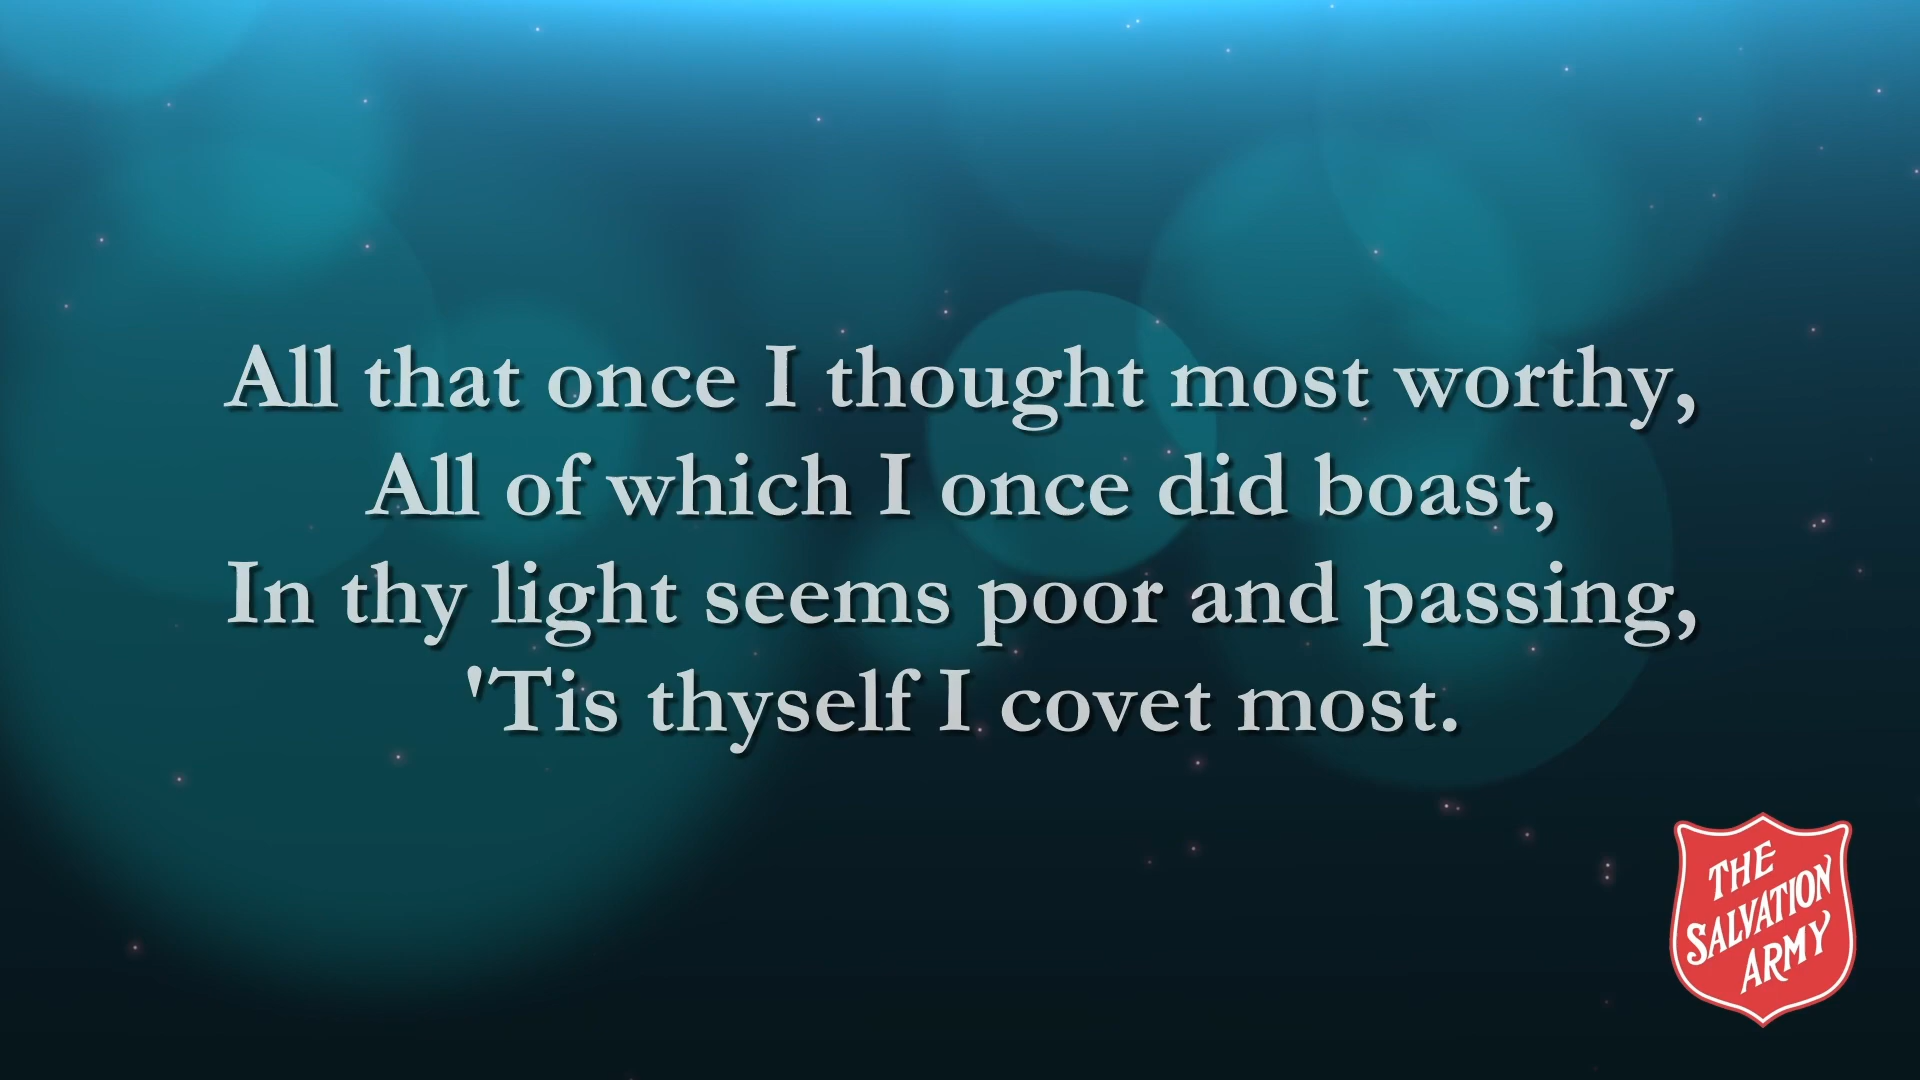 All that once I thought most worthy,
All of which I once did boast,
In thy light seems poor and passing,
'Tis thyself I covet most.
THE
SALVATION
ARMY